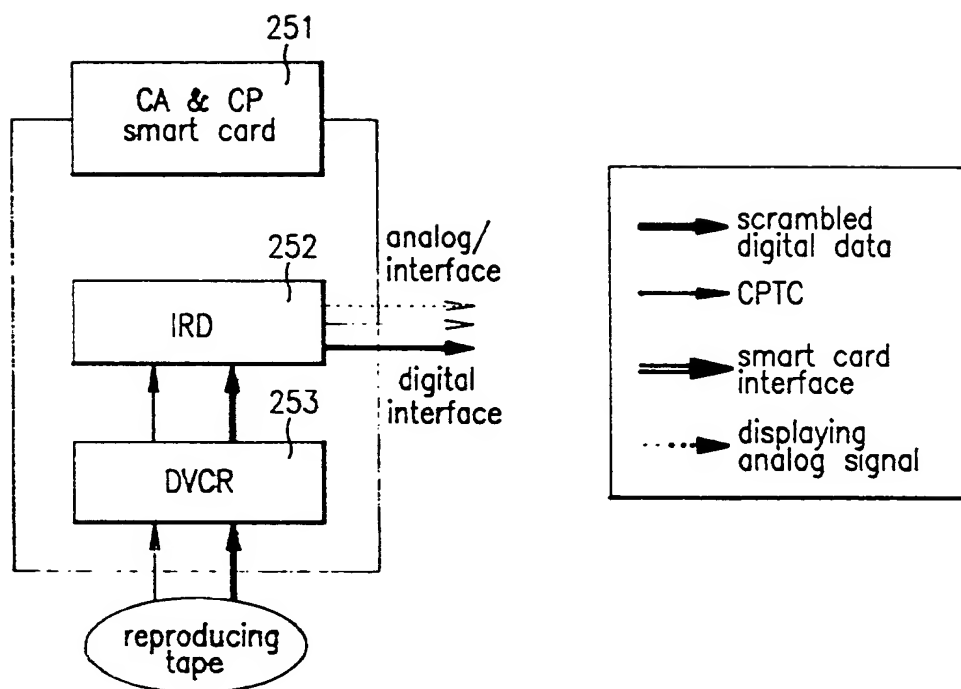 251
CA & CP
smart card
252
analog/
interface
IRD
digital
interface
253
DVCR
reproducing
tape
scrambled
digital data
CPTC
smart card
interface
displaying
analog signal